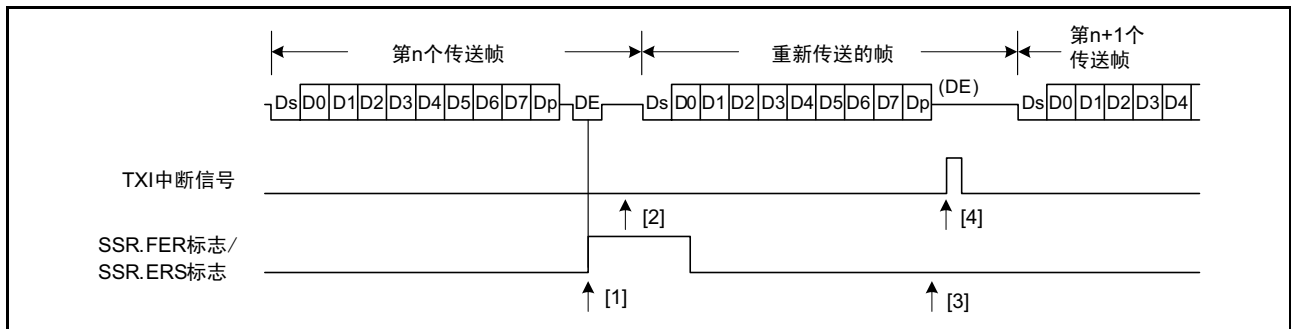 第n个传送帧
重新传送的帧
第n+1个
传送帧
Ds D0 D1 D2 D3 D4 D5 D6 D7 Dp DE Ds D0 D1 D2 D3 D4 D5 D6 D7 Dp (DE) Ds D0 D1 D2 D3 D4
TXI中断信号
[2] [4]
SSR.FER标志/
SSR.ERS标志
[1] [3]